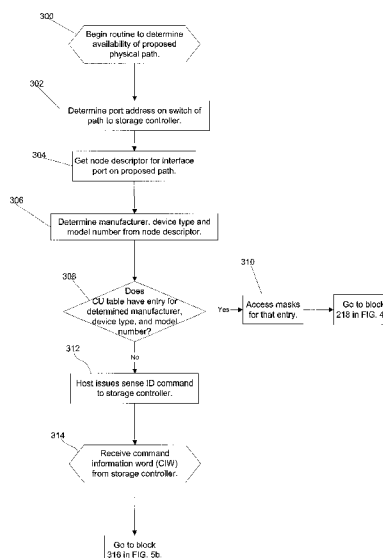 300
Begin routine to determine
availability of proposed
physical path.
302
Determine port address on switch of
path to storage controller.
304
Get node descriptor for interface
port on proposed path.
306
Determine manufacturer, device type and
model number from node descriptor.
308
Does
CU table have entry for
determined manufacturer,
device type, and model
number?
Yes
310
Access masks
for that entry.
Go to block
218 in FIG. 4
No
312
Host issues sense ID command
to storage controller.
314
Receive command
information word (CIW)
from storage controller.
Go to block
316 in FIG. 5b.